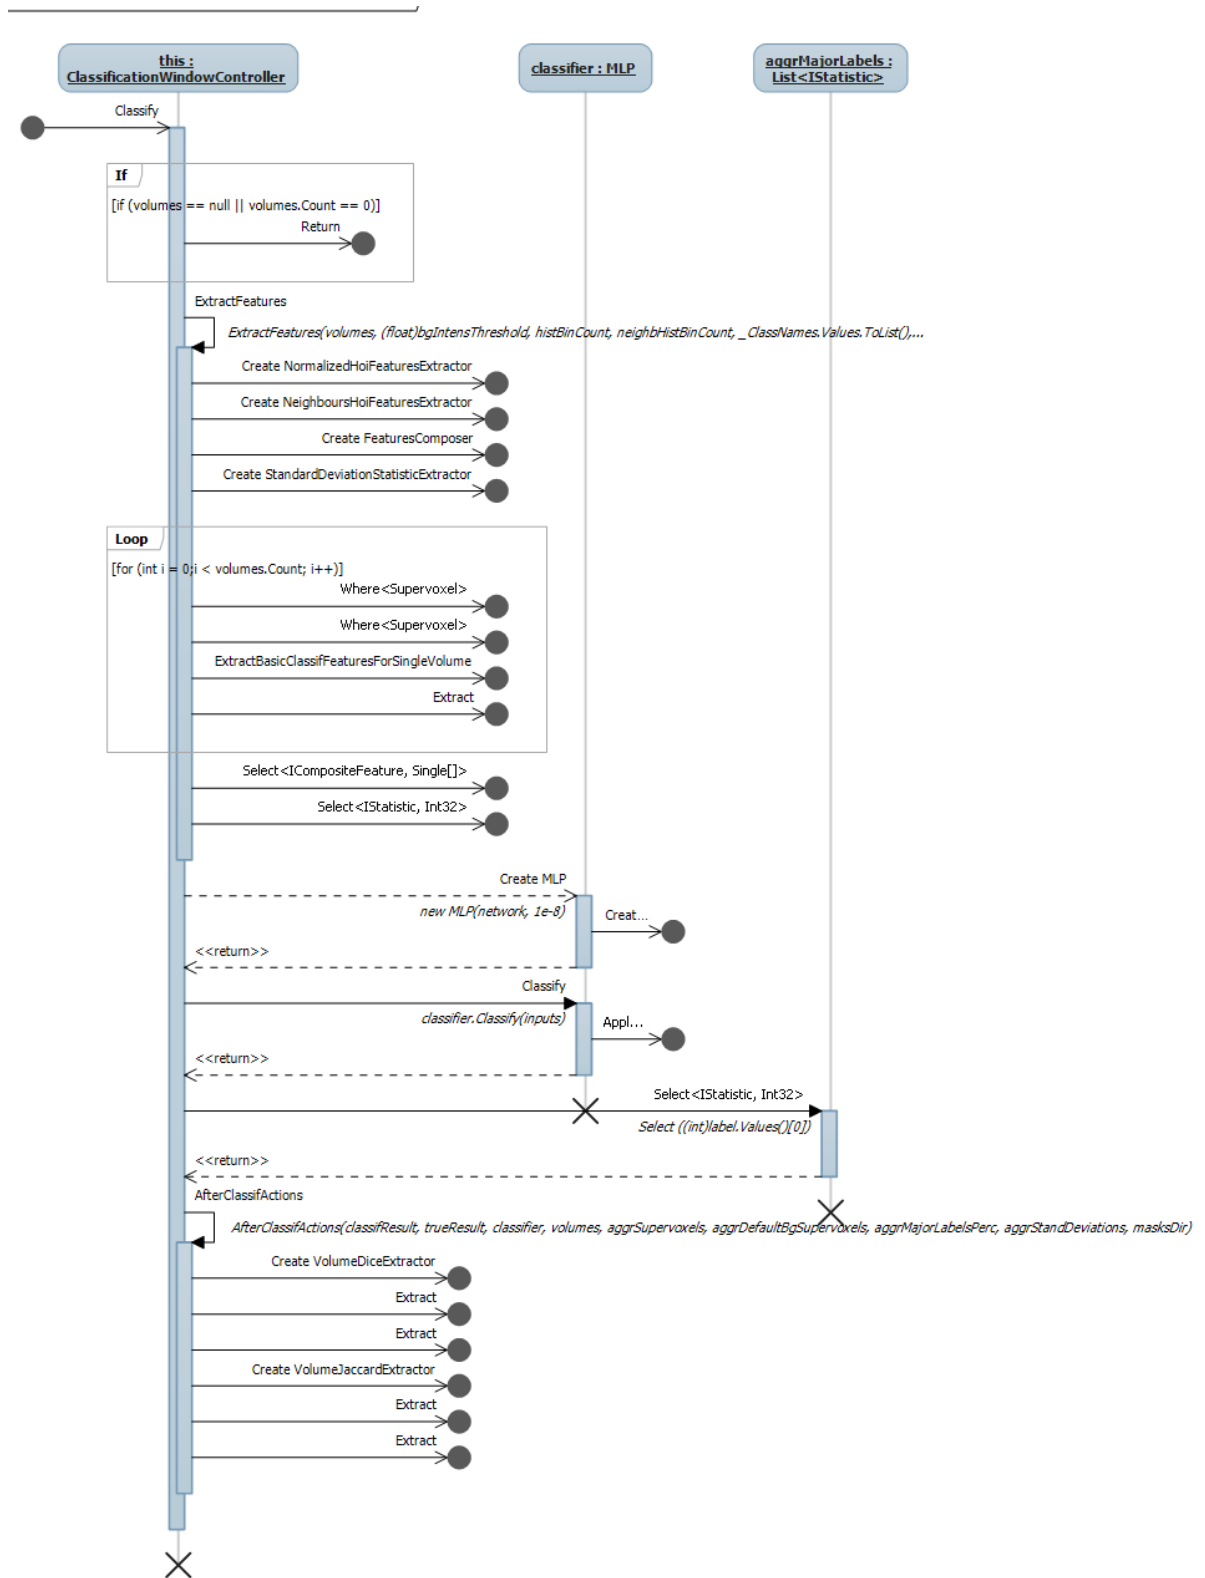 this :
ClassificationWindowController
classifier : MLP
aggrMajorLabels :
List<IStatistic>
Classify
If
[if (volumes == null || volumes.Count == 0)]
Return
ExtractFeatures
ExtractFeatures(volumes, (float)bgIntensThreshold, histBinCount, neighbHistBinCount, _ClassNames.Values.ToList(),...
Create NormalizedHoiFeaturesExtractor
Create NeighboursHoiFeaturesExtractor
Create FeaturesComposer
Create StandardDeviationStatisticExtractor
Loop
[for (int i = 0;i < volumes.Count; i++)]
Where<Supervoxel>
Where<Supervoxel>
ExtractBasicClassifFeaturesForSingleVolume
Extract
Select<ICompositeFeature, Single[]>
Select<IStatistic, Int32>
Create MLP
new MLP(network, 1e-8)
Creat...
<<return>>
Classify
classifier.Classify(inputs)
Appl...
<<return>>
Select<IStatistic, Int32>
Select ((int)label.Values()[0])
<<return>>
AfterClassifActions
AfterClassifActions(classifResult, trueResult, classifier, volumes, aggrSupervoxels, aggrDefaultBgSupervoxels, aggrMajorLabelsPerc, aggrStandDeviations, masksDir)
Create VolumeDiceExtractor
Extract
Extract
Create VolumeJaccardExtractor
Extract
Extract